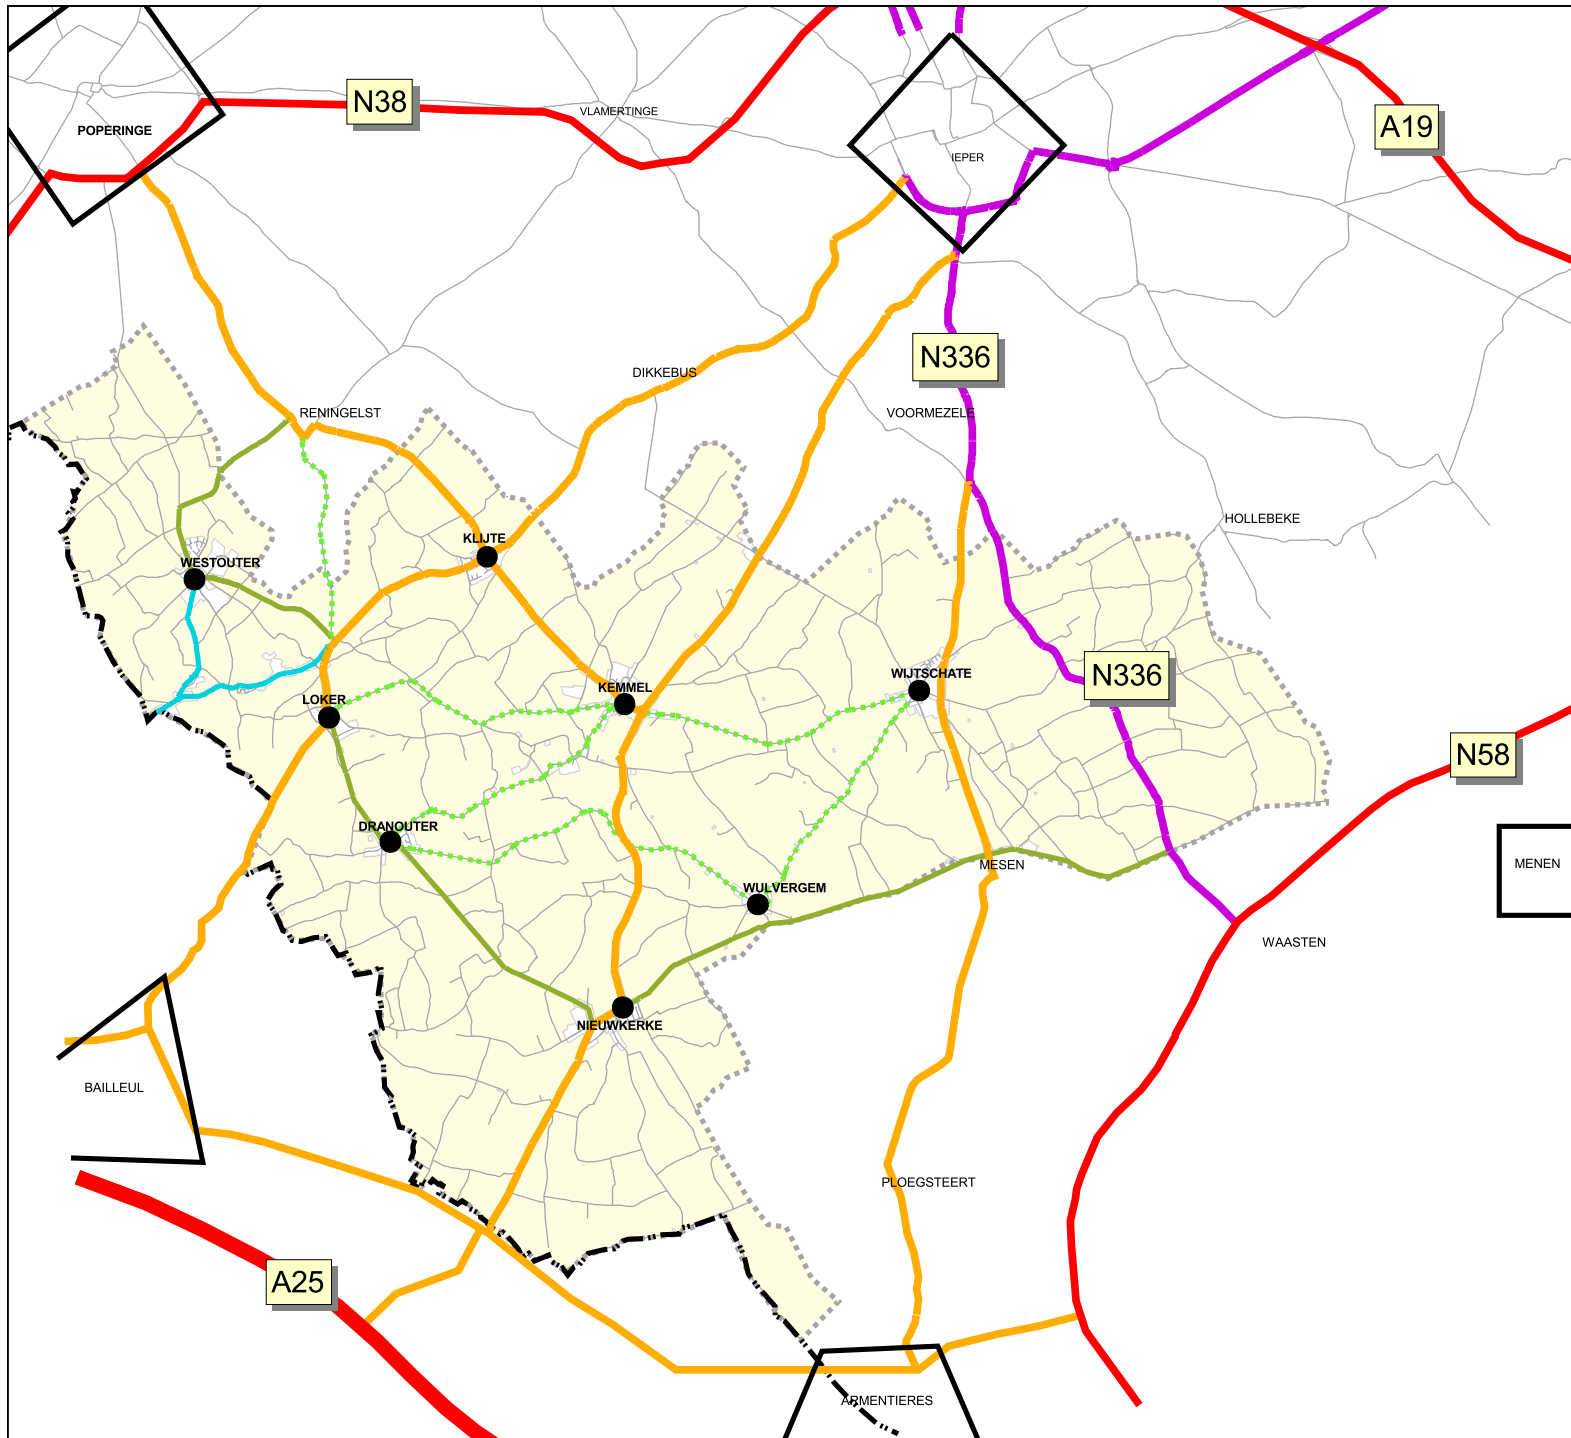 N38
VLAMERTINGE
A19
POPERINGE
IEPER
N336
DIKKEBUS
RENINGELST
VOORMEZELE
HOLLEBEKE
KLIJTE
WESTOUTER
WIJTSCHATE
N336
KEMMEL
LOKER
N58
DRANOUTER
MESEN
MENEN
WULVERGEM
WAASTEN
NIEUWKERKE
BAILLEUL
PLOEGSTEERT
A25
ARMENTIERES